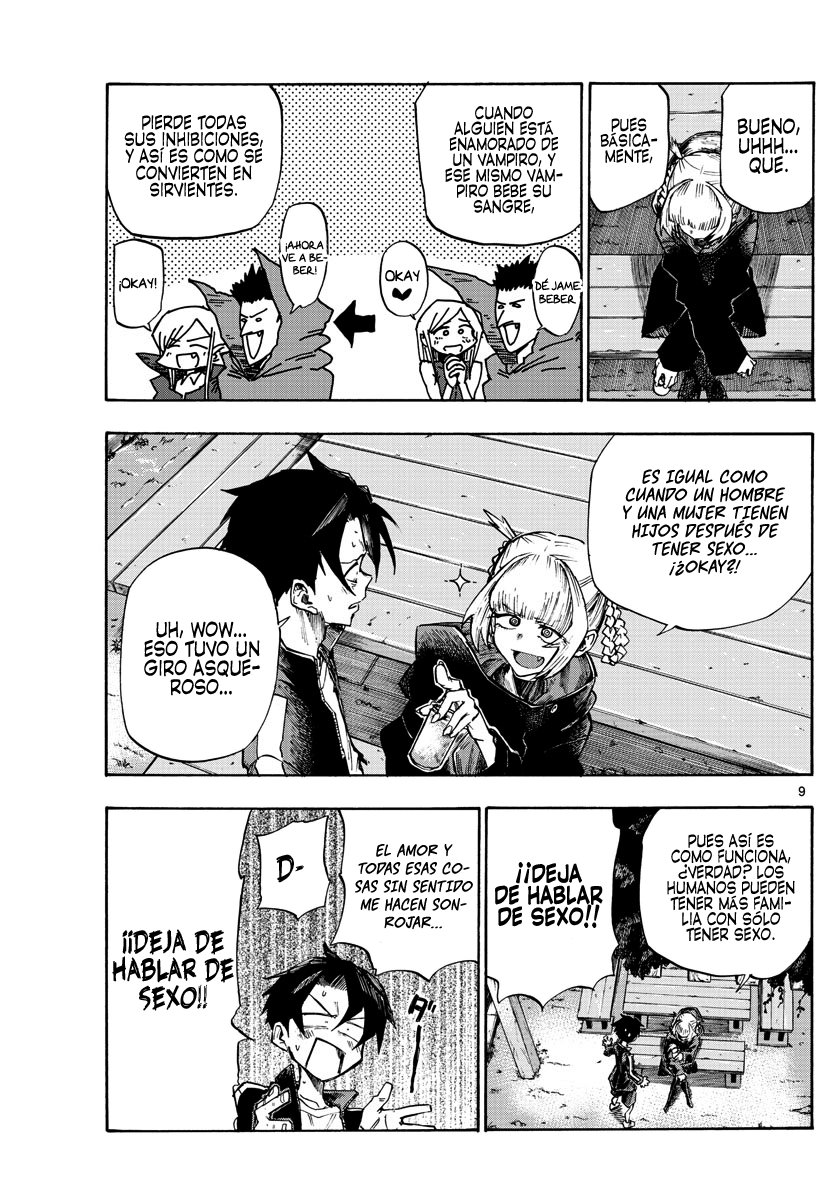 BUENO,
UHHH...
QUE.
PUES
BÁSICA-
MENTE,
CUANDO
ALGUIEN ESTÁ
ENAMORADO DE
UN VAMPIRO, Y
ESE MISMO VAM-
PIRO BEBE SU
SANGRE,
DÉJAME
BEBER
OKAY
PIERDE TODAS
SUS INHIBICIONES,
Y ASÍ ES COMO SE
CONVIERTEN EN
SIRVIENTES.
¡AHORA
VE A BE-
BER!
¡OKAY!
ES IGUAL COMO
CUANDO UN HOMBRE
Y UNA MUJER TIENEN
HIJOS DESPUÉS DE
TENER SEXO...
¡¿OKAY?!
UH, WOW...
ESO TUVO UN
GIRO ASQUE-
ROSO...
9
PUES ASÍ ES
COMO FUNCIONA,
¿VERDAD? LOS
HUMANOS PUEDEN
TENER MÁS FAMI-
LIA CON SÓLO
TENER SEXO.
¡¡DEJA
DE HABLAR
DE SEXO!!
EL AMOR Y
TODAS ESAS CO-
SAS SIN SENTIDO
ME HACEN SON-
ROJAR...
D-
¡¡DEJA DE
HABLAR DE
SEXO!!